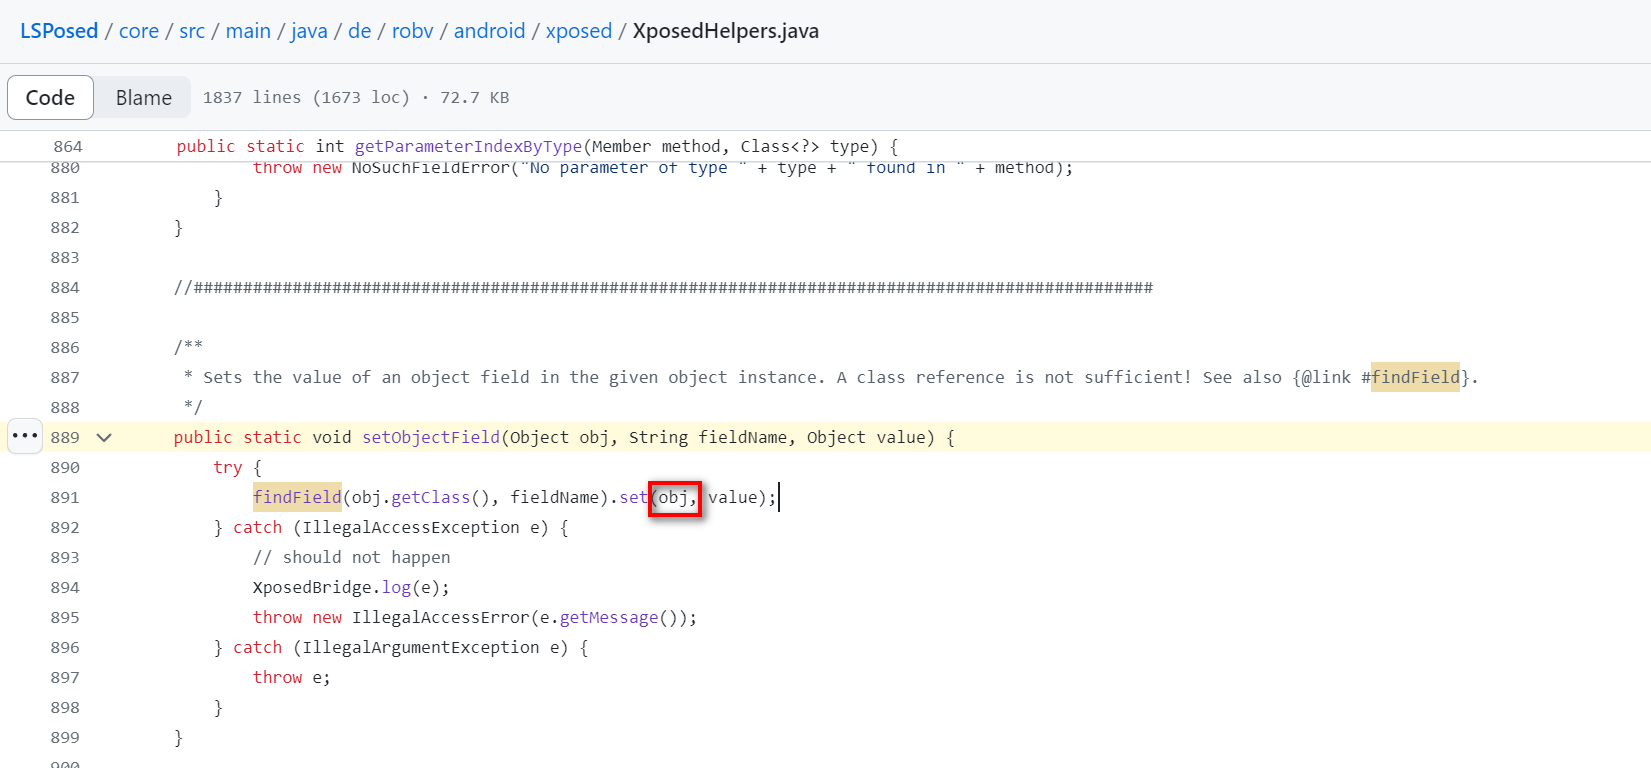 LSPosed / core / src / main / java / de / robv / android / xposed / XposedHelpers.java
Code Blame 1837 lines (1673 loc) · 72.7 KB
864 public static int getParameterIndexByType(Member method, Class<?> type) {
880 throw new NoSuchFieldError("No parameter of type " + type + " found in " + method);
881 }
882 }
883
884 //#################################################################################################
885
886 /**
887 * Sets the value of an object field in the given object instance. A class reference is not sufficient! See also {@link #findField}.
888 */
889 public static void setObjectField(Object obj, String fieldName, Object value) {
890 try {
891 findField(obj.getClass(), fieldName).set(obj, value);
892 } catch (IllegalAccessException e) {
893 // should not happen
894 XposedBridge.log(e);
895 throw new IllegalAccessError(e.getMessage());
896 } catch (IllegalArgumentException e) {
897 throw e;
898 }
899 }
900